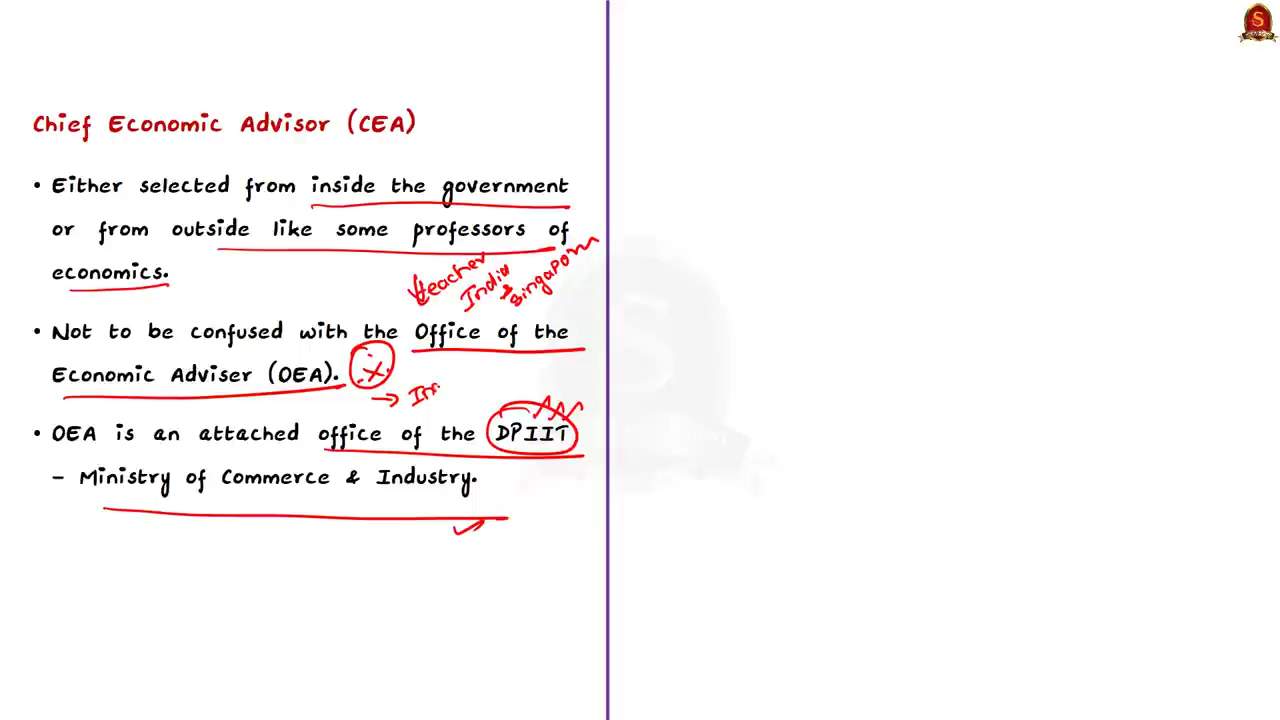 Chief Economic Advisor (CEA)
• Either selected from inside the government
or from outside like some professors of
economics.
teacher
India
Singapore
• Not to be confused with the Office of the
Economic Adviser (OEA).
• OEA is an attached office of the DPIIT
- Ministry of Commerce & Industry.
S